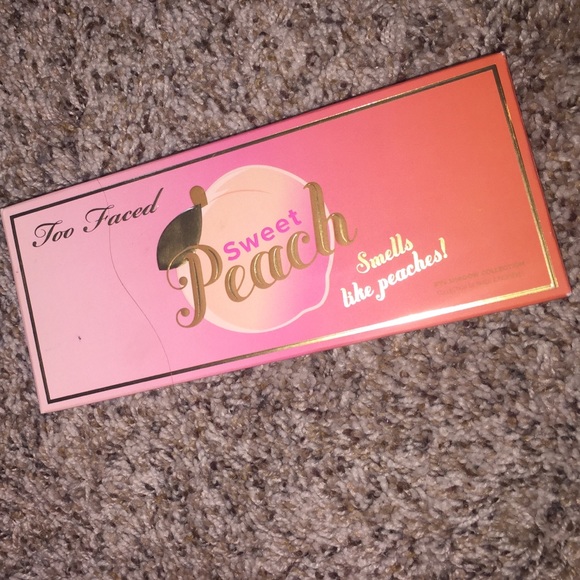 Too Faced
Sweet
Peach
Smells
like peaches!